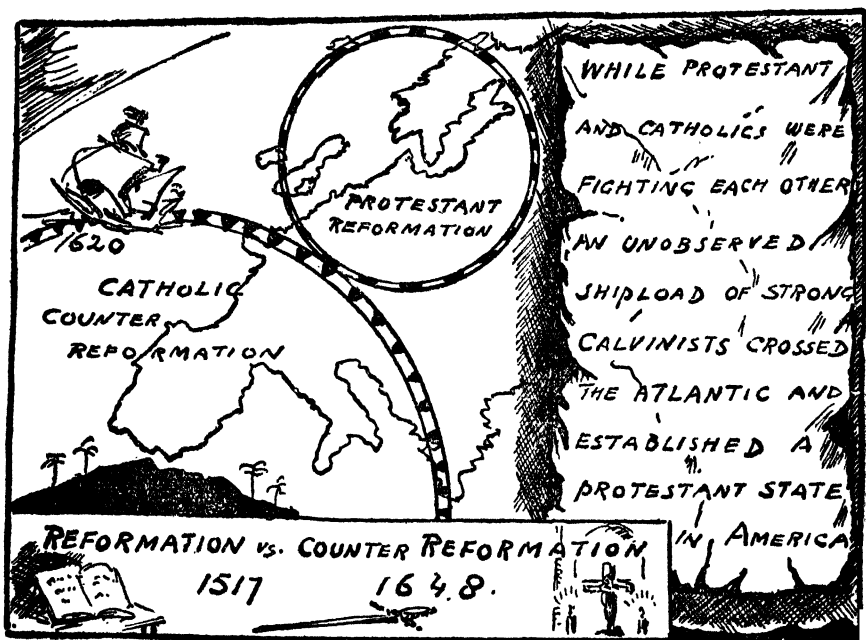 WHILE PROTESTANT
AND CATHOLICS WERE
FIGHTING EACH OTHER
AN UNOBSERVED
SHIPLOAD OF STRONG
CALVINISTS CROSSED
THE ATLANTIC AND
ESTABLISHED A
PROTESTANT STATE
IN AMERICA
PROTESTANT
REFORMATION
1620
CATHOLIC
COUNTER
REFORMATION
REFORMATION VS. COUNTER REFORMATION
1517 1648.